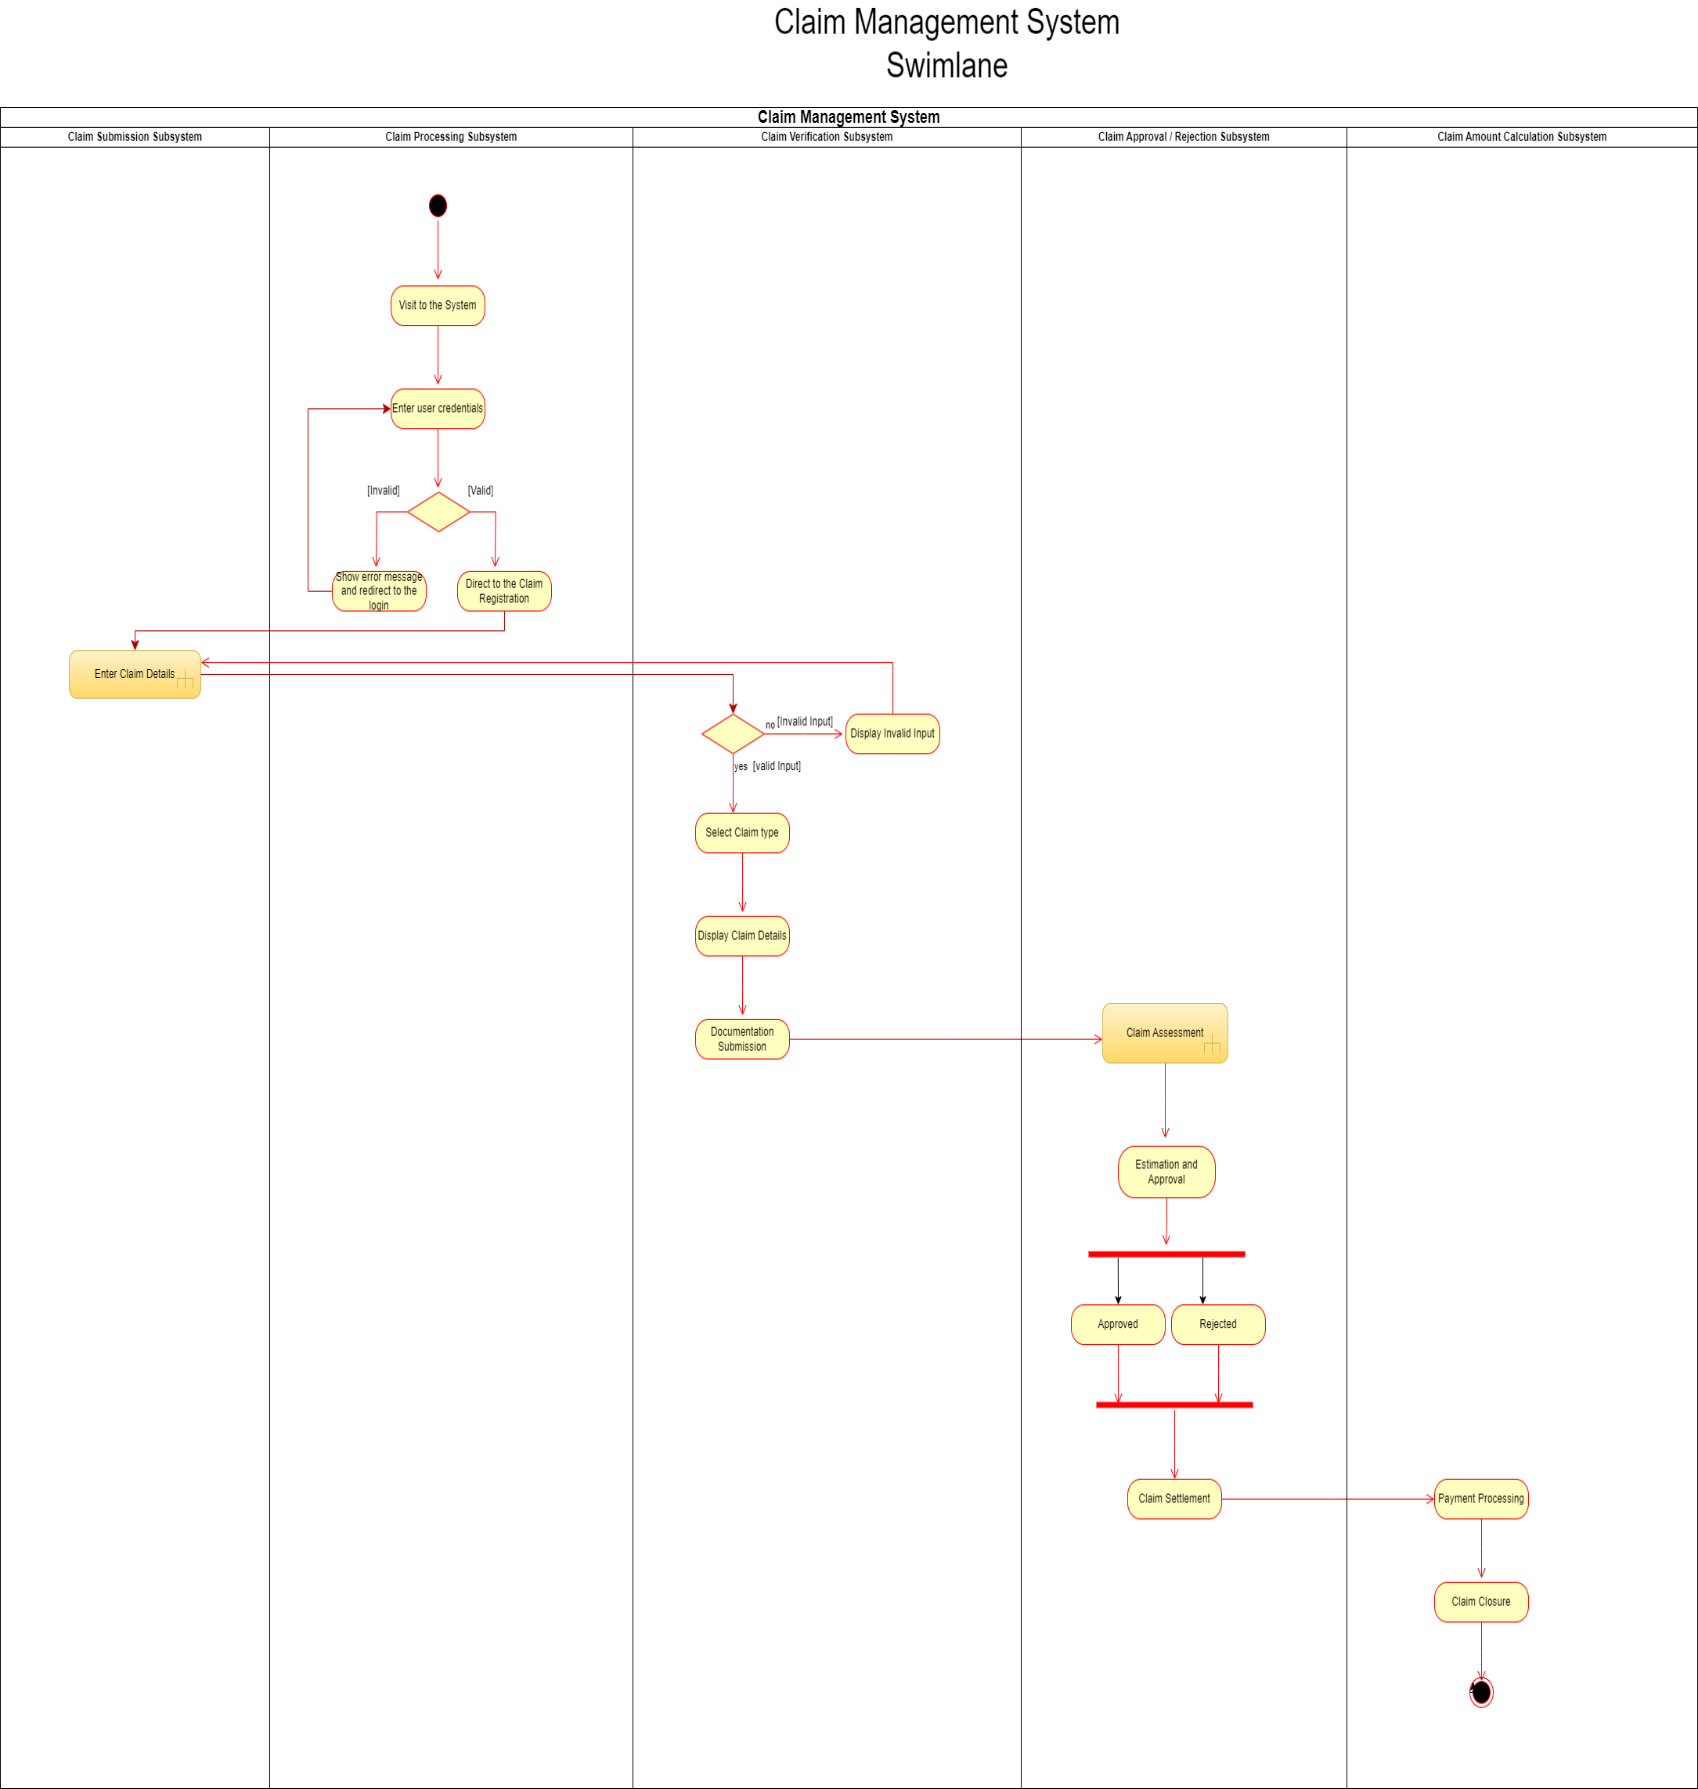 Claim Management System
Swimlane
Claim Management System
Claim Submission Subsystem
Claim Processing Subsystem
Claim Verification Subsystem
Claim Approval / Rejection Subsystem
Claim Amount Calculation Subsystem
Visit to the System
Enter user credentials
[Invalid]
[Valid]
Show error message
and redirect to the
login
Direct to the Claim
Registration
Enter Claim Details
no [Invalid Input]
Display Invalid Input
yes [valid Input]
Select Claim type
Display Claim Details
Documentation
Submission
Claim Assessment
Estimation and
Approval
Approved
Rejected
Claim Settlement
Payment Processing
Claim Closure